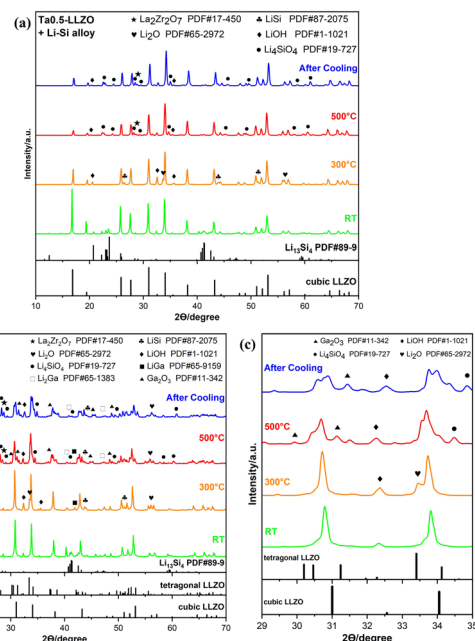 (a)
Ta0.5-LLZO
+ Li-Si alloy
★ La₂Zr₂O₇ PDF#17-450 ♣ LiSi PDF#87-2075
♥ Li₂O PDF#65-2972 ♦ LiOH PDF#1-1021
● Li₄SiO₄ PDF#19-727
After Cooling
500°C
300°C
RT
Li₁₃Si₄ PDF#89-9
cubic LLZO
Intensity/a.u.
10 20 30 40 50 60 70
2Θ/degree
★ La₂Zr₂O₇ PDF#17-450 ♣ LiSi PDF#87-2075
♥ Li₂O PDF#65-2972 ♦ LiOH PDF#1-1021
● Li₄SiO₄ PDF#19-727 ■ LiGa PDF#65-9159
□ Li₂Ga PDF#65-1383 ▲ Ga₂O₃ PDF#11-342
After Cooling
500°C
300°C
RT
Li₁₃Si₄ PDF#89-9
tetragonal LLZO
cubic LLZO
30 40 50 60 70
2Θ/degree
(c)
▲ Ga₂O₃ PDF#11-342 ♦ LiOH PDF#1-1021
● Li₄SiO₄ PDF#19-727 ♥ Li₂O PDF#65-2972
After Cooling
500°C
300°C
RT
tetragonal LLZO
cubic LLZO
Intensity/a.u.
29 30 31 32 33 34 35
2Θ/degree